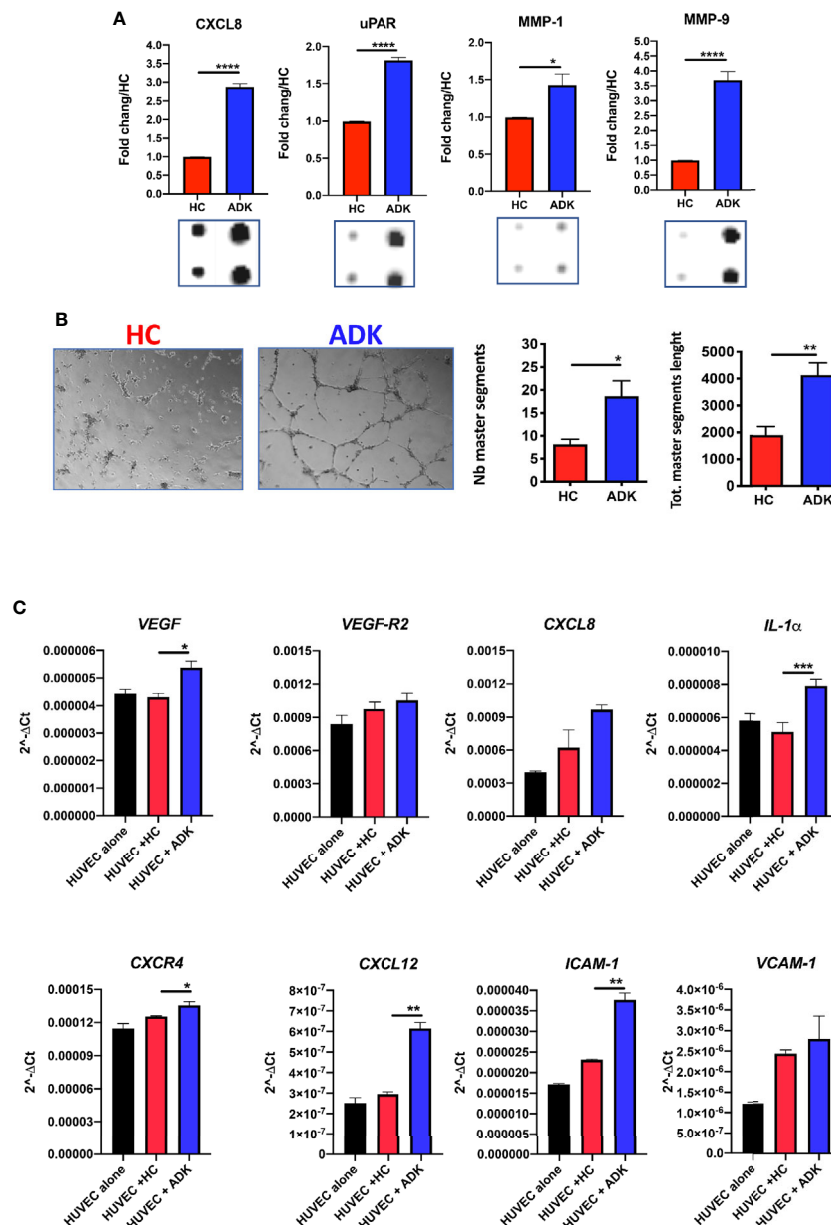 A
CXCL8
Fold chang/HC
4.0
3.5
3.0
2.5
2.0
1.5
1.0
0.5
0.0
****
HC ADK
uPAR
Fold chang/HC
2.0
1.5
1.0
0.5
0.0
****
HC ADK
MMP-1
Fold chang/HC
2.0
1.5
1.0
0.5
0.0
*
HC ADK
MMP-9
Fold chang/HC
5.0
4.5
4.0
3.5
3.0
2.5
2.0
1.5
1.0
0.5
0.0
****
HC ADK
B
HC
ADK
Nb master segments
30
25
20
15
10
5
0
*
HC ADK
Tot. master segments lenght
5000
4000
3000
2000
1000
0
**
HC ADK
C
VEGF
2^-ΔCt
0.000006
0.000005
0.000004
0.000003
0.000002
0.000001
0.000000
*
HUVEC alone
HUVEC +HC
HUVEC + ADK
VEGF-R2
2^-ΔCt
0.0015
0.0012
0.0009
0.0006
0.0003
0.0000
HUVEC alone
HUVEC +HC
HUVEC + ADK
CXCL8
2^-ΔCt
0.0015
0.0012
0.0009
0.0006
0.0003
0.0000
HUVEC alone
HUVEC +HC
HUVEC + ADK
IL-1α
2^-ΔCt
0.000010
0.000008
0.000006
0.000004
0.000002
0.000000
***
HUVEC alone
HUVEC +HC
HUVEC + ADK
CXCR4
2^-ΔCt
0.00015
0.00012
0.00009
0.00006
0.00003
0.00000
*
HUVEC alone
HUVEC +HC
HUVEC + ADK
CXCL12
2^-ΔCt
8×10⁻⁷
7×10⁻⁷
6×10⁻⁷
5×10⁻⁷
4×10⁻⁷
3×10⁻⁷
2×10⁻⁷
1×10⁻⁷
0
**
HUVEC alone
HUVEC +HC
HUVEC + ADK
ICAM-1
2^-ΔCt
0.000040
0.000035
0.000030
0.000025
0.000020
0.000015
0.000010
0.000005
0.000000
**
HUVEC alone
HUVEC +HC
HUVEC + ADK
VCAM-1
2^-ΔCt
4.0×10⁻⁶
3.5×10⁻⁶
3.0×10⁻⁶
2.5×10⁻⁶
2.0×10⁻⁶
1.5×10⁻⁶
1.0×10⁻⁶
5.0×10⁻⁷
0.0
HUVEC alone
HUVEC +HC
HUVEC + ADK